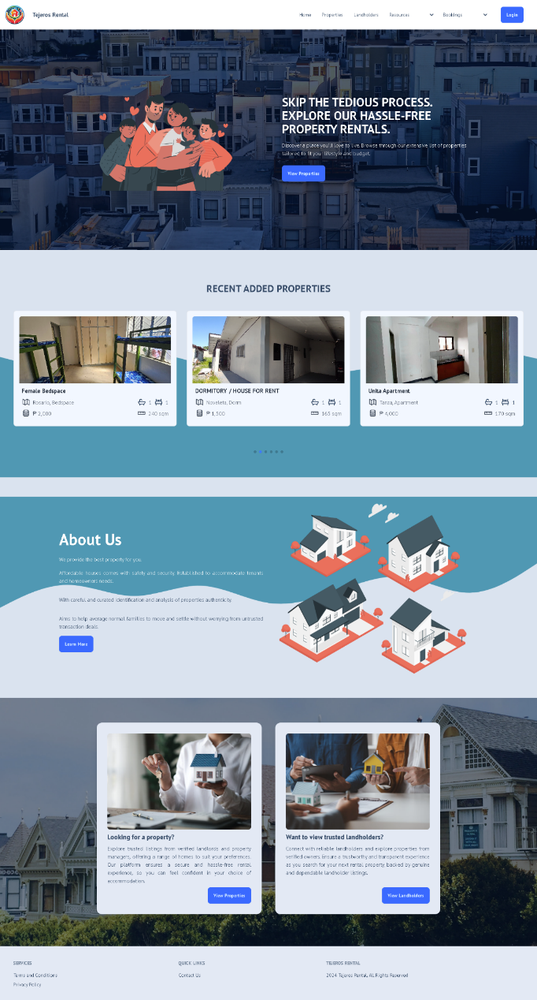 Tejeros Rental
Home
Properties
Landholders
Resources
Bookings
Login
SKIP THE TEDIOUS PROCESS.
EXPLORE OUR HASSLE-FREE
PROPERTY RENTALS.
Discover a place you'll love to live. Browse through our extensive list of properties
tailored to fit your lifestyle and budget.
View Properties
RECENT ADDED PROPERTIES
Female Bedspace
Rosario, Bedspace
1
1
₱ 2,000
240 sqm
DORMITORY / HOUSE FOR RENT
Noveleta, Dorm
1
1
₱ 1,500
165 sqm
Unita Apartment
Tanza, Apartment
1
1
₱ 4,000
170 sqm
About Us
We provide the best property for you.
Affordable houses comes with safety and security. Established to accommodate tenants
and homeowners needs.
With careful, and curated identification and analysis of properties authenticity.
Aims to help average normal families to move and settle without worrying from untrusted
transaction deals.
Learn More
Looking for a property?
Explore trusted listings from verified landlords and property
managers, offering a range of homes to suit your preferences.
Our platform ensures a secure and hassle-free rental
experience, so you can feel confident in your choice of
accommodation.
View Properties
Want to view trusted landholders?
Connect with reliable landholders and explore properties from
verified owners. Ensure a trustworthy and transparent experience
as you search for your next rental property, backed by genuine
and dependable landholder listings.
View Landholders
SERVICES
Terms and Conditions
Privacy Policy
QUICK LINKS
Contact Us
TEJEROS RENTAL
2024 Tejeros Rental. All Rights Reserved